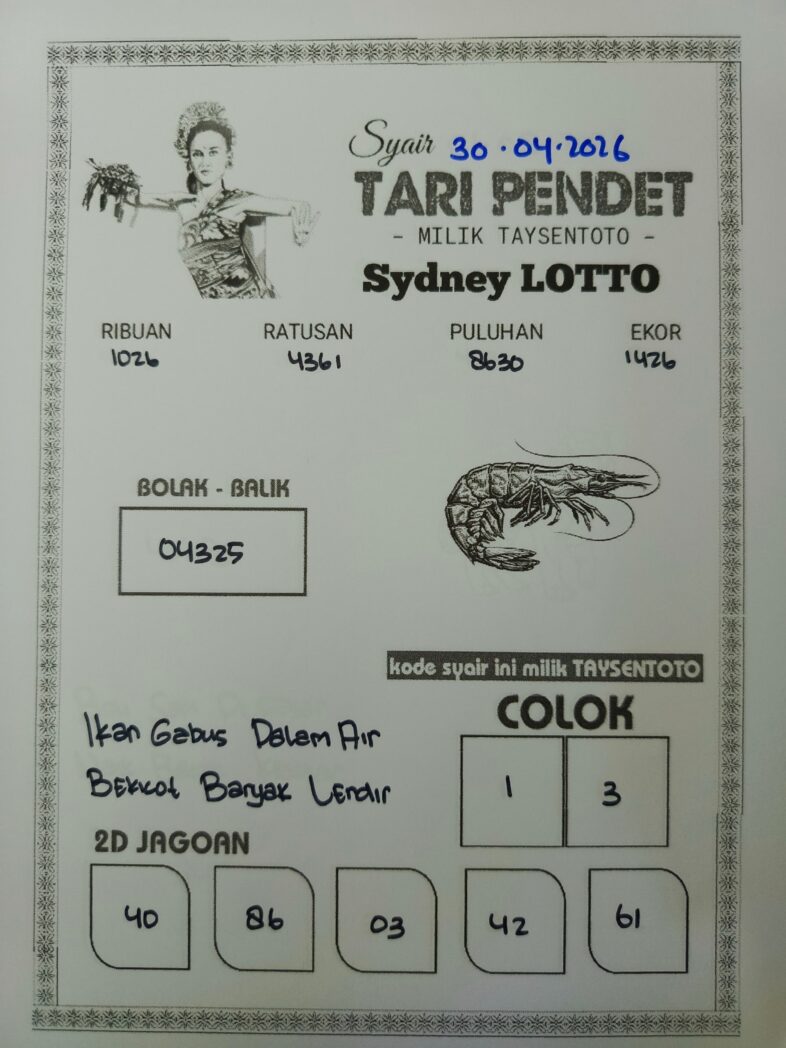 Syair 30.04.2026
TARI PENDET
- MILIK TAYSENTOTO -
Sydney LOTTO
RIBUAN RATUSAN PULUHAN EKOR
1026 4361 8630 1426
BOLAK - BALIK
04325
kode syair ini milik TAYSENTOTO
COLOK
1 3
Ikan Gabus Dalam Air
Bekkot Banyak Lendir
2D JAGOAN
40 86 03 42 61